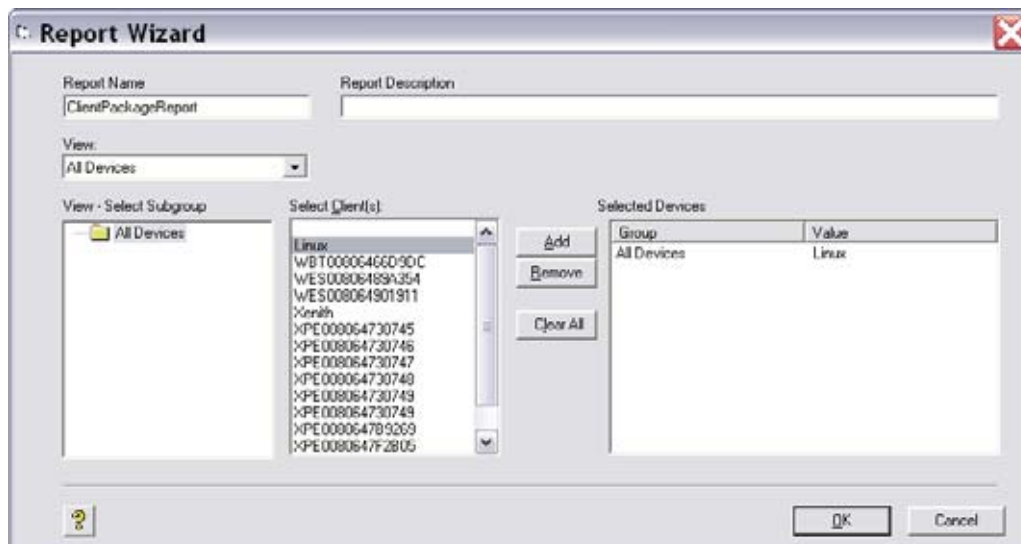 Report Wizard
Report Name
Report Description
ClientPackageReport
View:
All Devices
View - Select Subgroup
Select Client(s):
Selected Devices
All Devices
Linux
WBT00806466D9DC
WES00806489A354
WES008064901911
Xenith
XPE008064730745
XPE008064730746
XPE008064730747
XPE008064730748
XPE008064730749
XPE008064730749
XPE0080647B9269
XPE0080647F2B05
Add
Remove
Clear All
Group Value
All Devices Linux
?
OK
Cancel